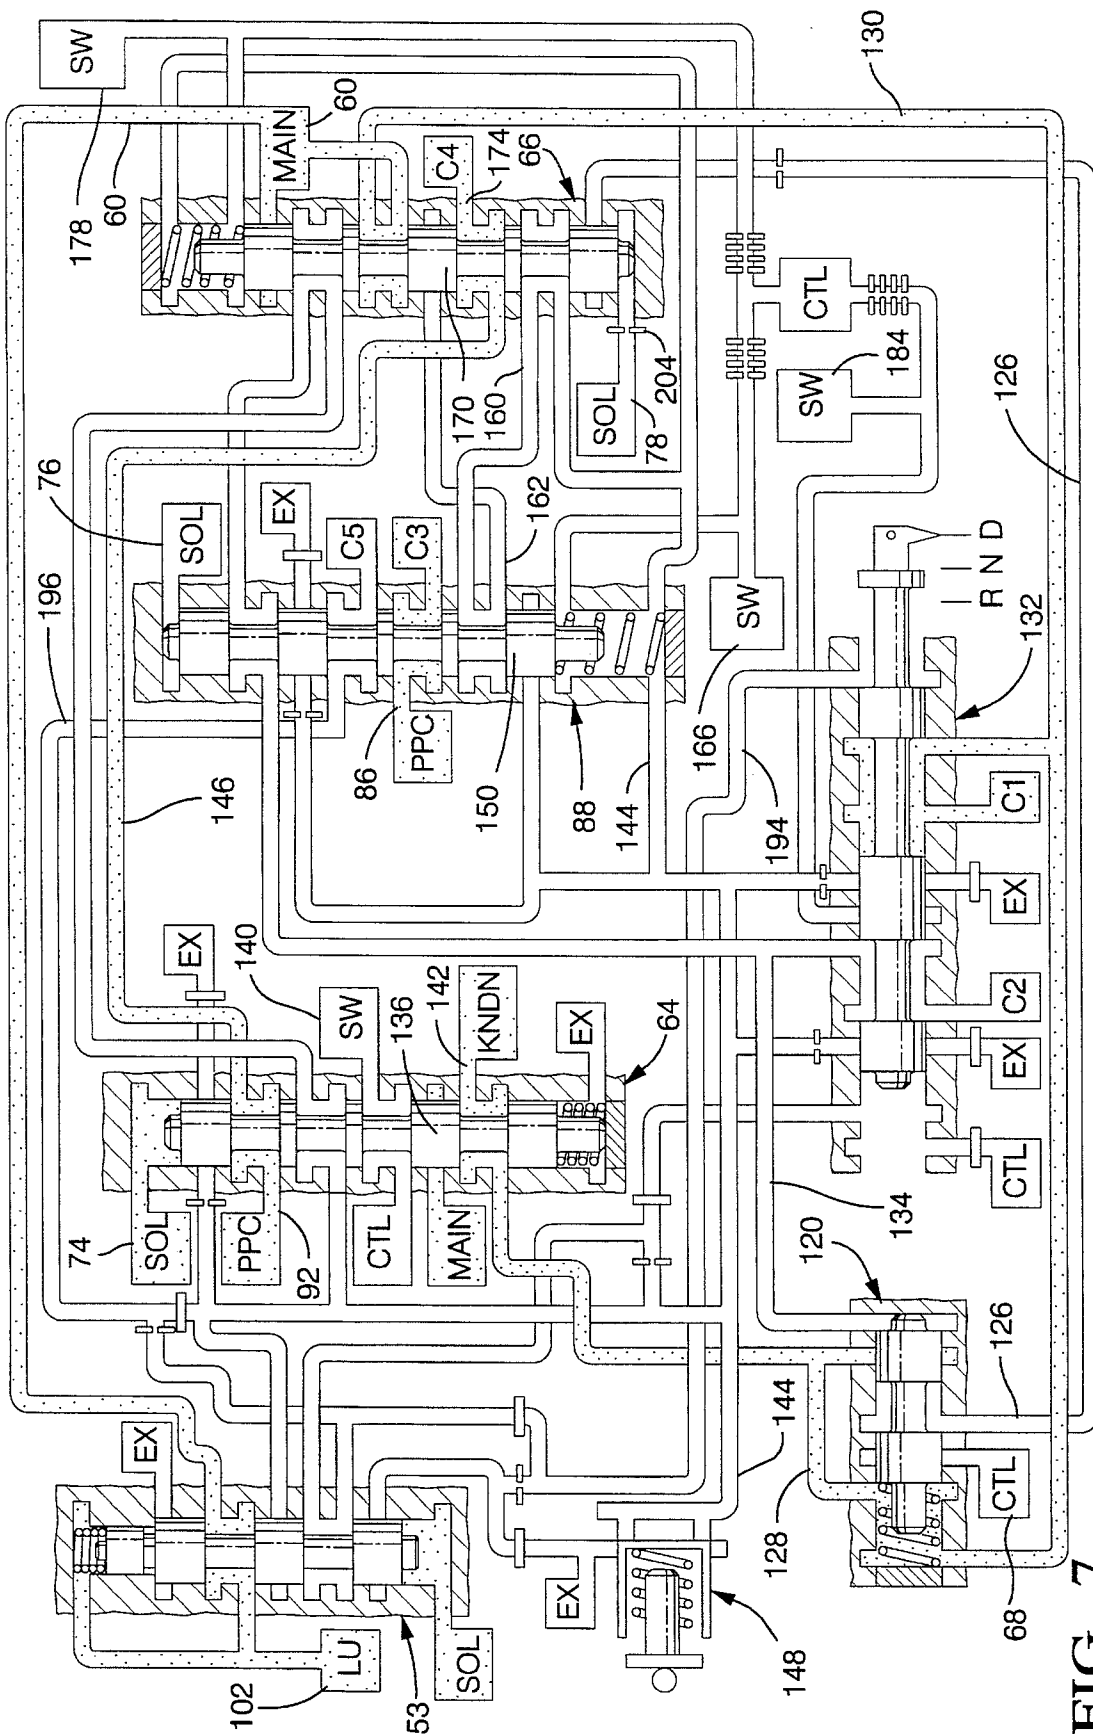 SW
178
60
MAIN
60
130
C4
174
66
76
SOL
196
EX
C5
C3
170
160
SOL
78
204
CTL
SW
184
126
146
86
PPC
162
150
88
144
SW
166
194
R N D
132
C1
EX
C2
EX
CTL
EX
140
SW
136
142
KNDN
EX
64
74
SOL
PPC
92
CTL
MAIN
134
120
126
EX
144
128
CTL
68
102
LU
53
SOL
EX
148
FIG. 7